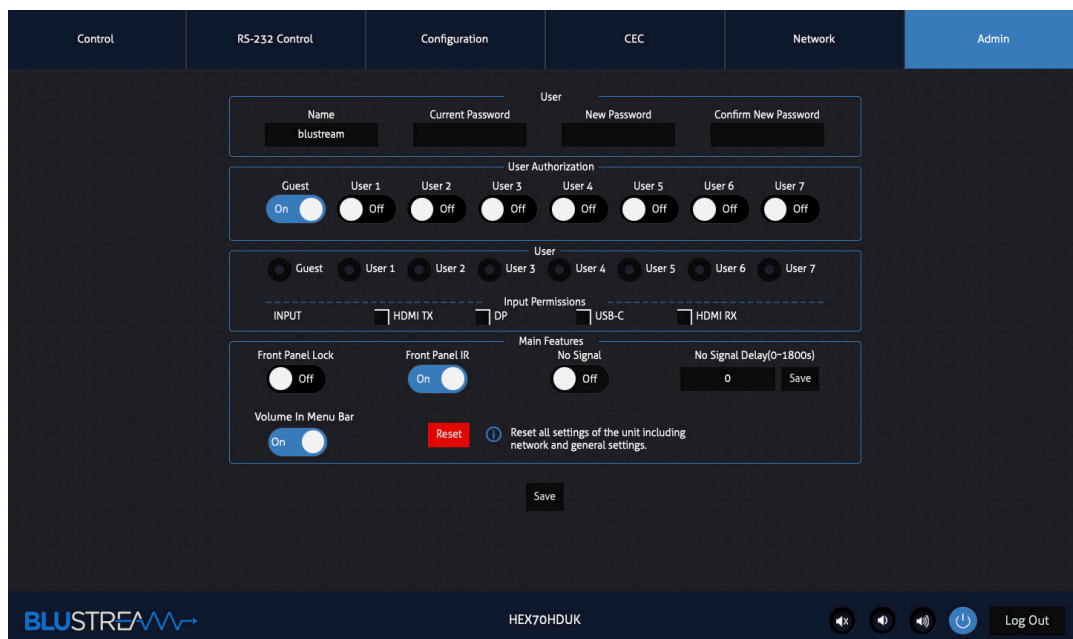 Control RS-232 Control Configuration CEC Network Admin
User
Name Current Password New Password Confirm New Password
blustream
User Authorization
Guest User 1 User 2 User 3 User 4 User 5 User 6 User 7
On Off Off Off Off Off Off Off
User
Guest User 1 User 2 User 3 User 4 User 5 User 6 User 7
Input Permissions
INPUT HDMI TX DP USB-C HDMI RX
Main Features
Front Panel Lock Front Panel IR No Signal No Signal Delay(0~1800s)
Off On Off 0 Save
Volume In Menu Bar
On Reset i Reset all settings of the unit including
network and general settings.
Save
BLUSTREAM HEX70HDUK Log Out